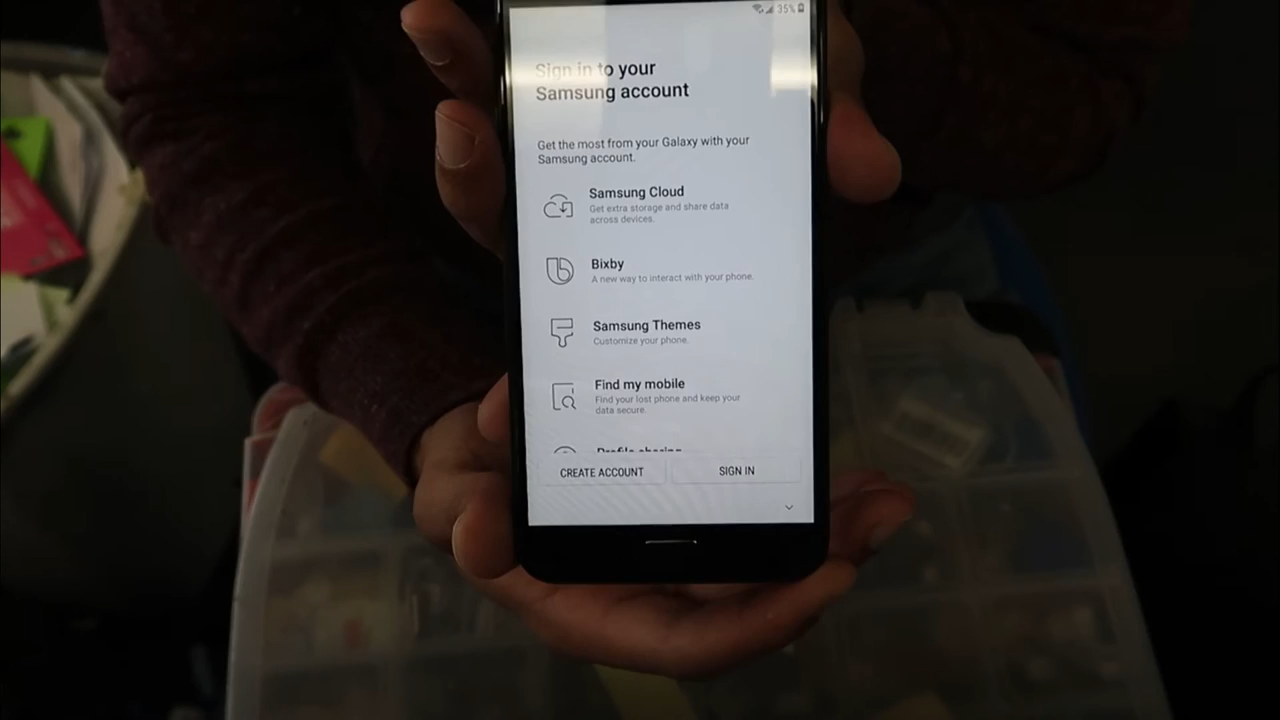 35%
Sign in to your
Samsung account
Get the most from your Galaxy with your
Samsung account.
Samsung Cloud
Get extra storage and share data
across devices.
Bixby
A new way to interact with your phone.
Samsung Themes
Customize your phone.
Find my mobile
Find your lost phone and keep your
data secure.
CREATE ACCOUNT
SIGN IN